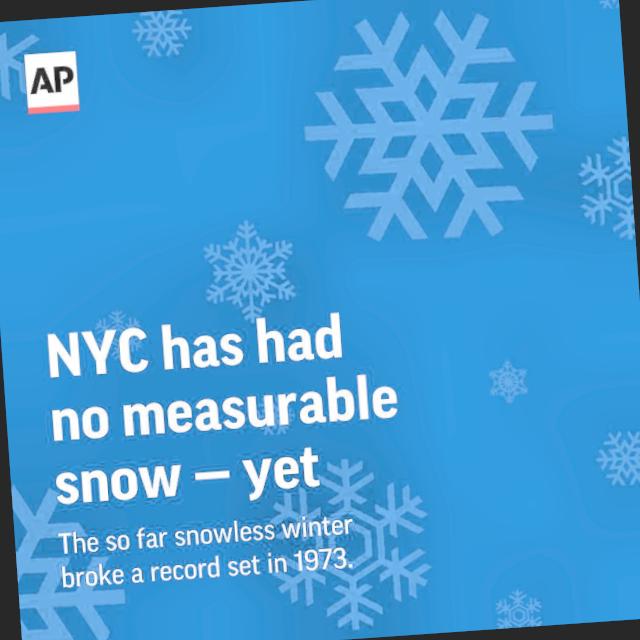 AP
NYC has had
no measurable
snow – yet
The so far snowless winter
broke a record set in 1973.